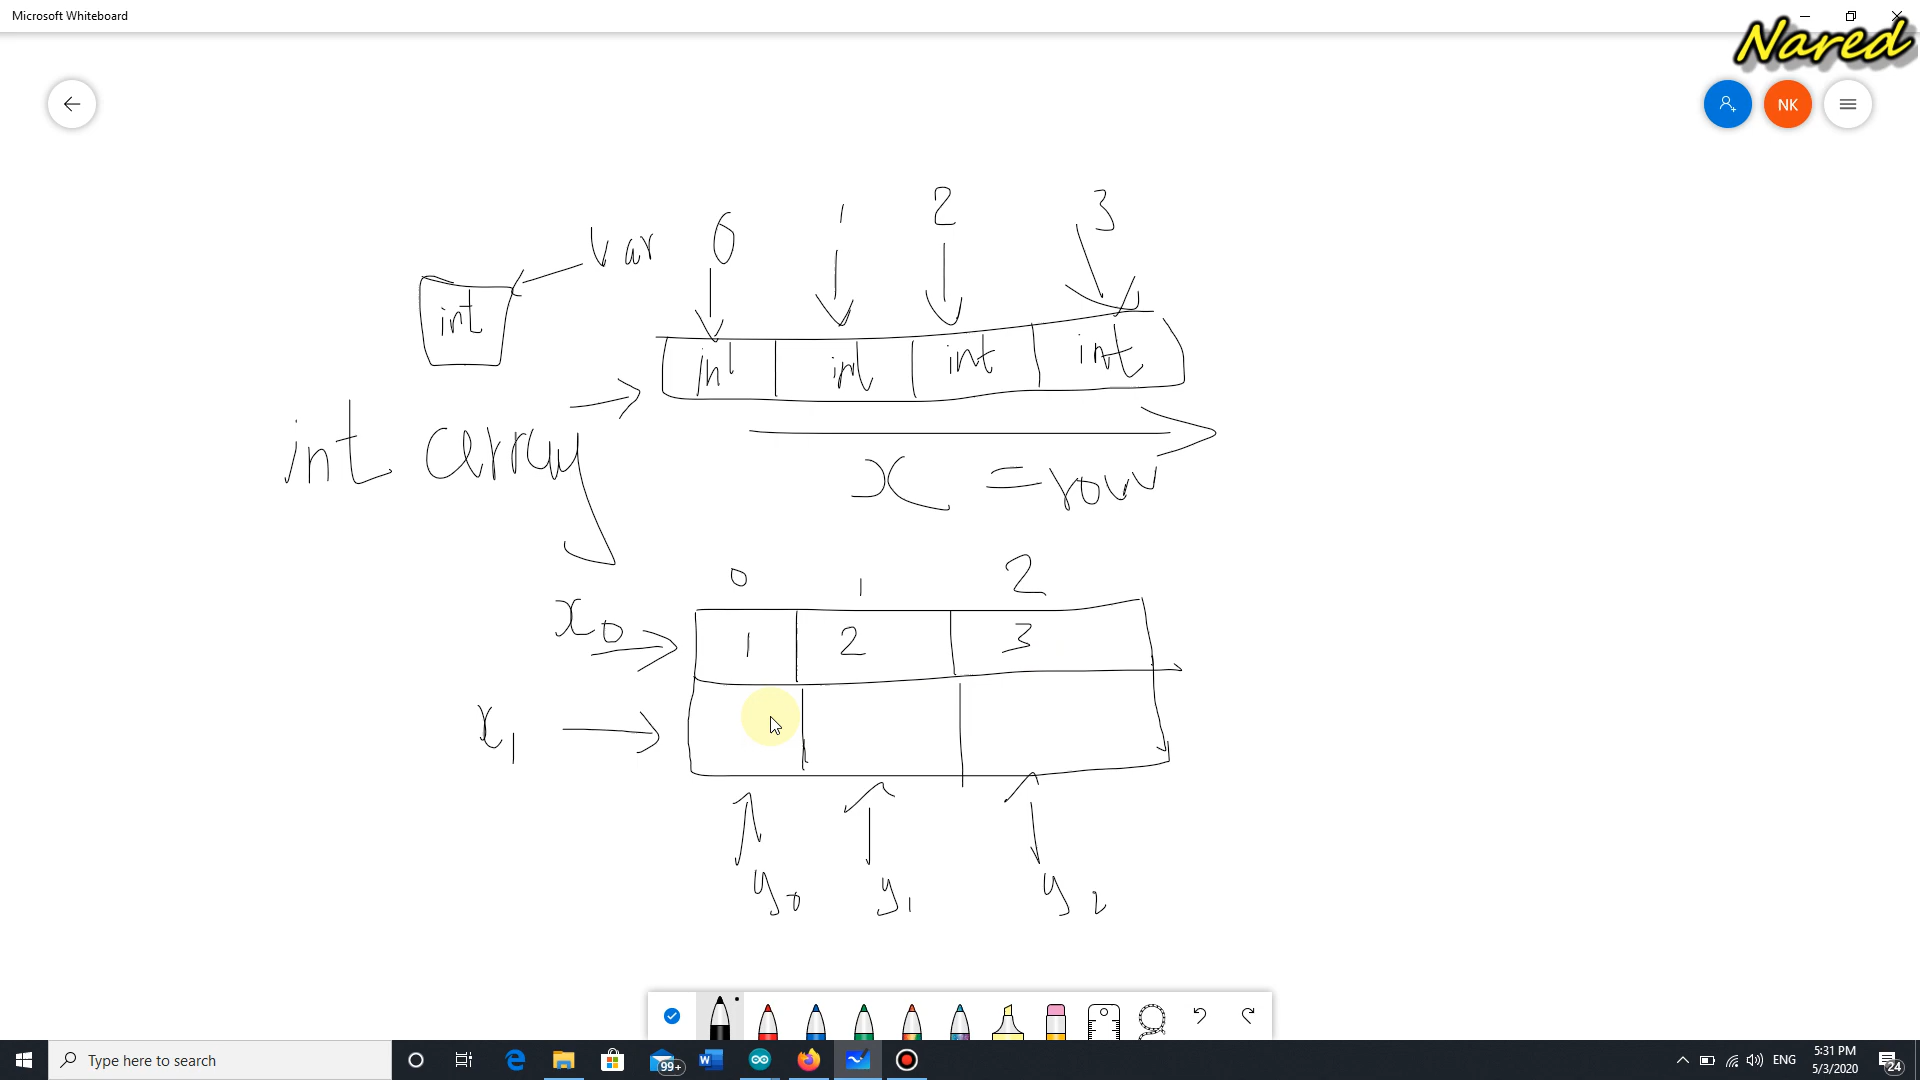 Microsoft Whiteboard
Nared
NK
0 1 2 3
var
int
int int int int
int array
x = row
0 1 2
x0 1 2 3
x1
y0 y1 y2
Type here to search
99+
ENG
5:31 PM
5/3/2020
24